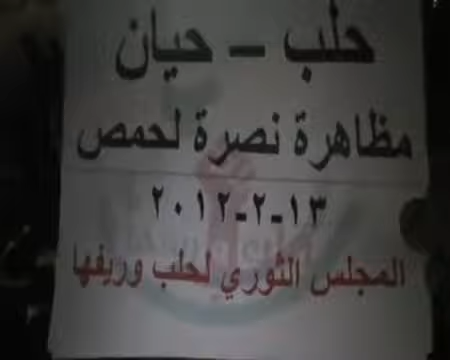 حلب - حيان
مظاهرة نصرة لحمص
١٣-٢-٢٠١٢
المجلس الثوري لحلب وريفها